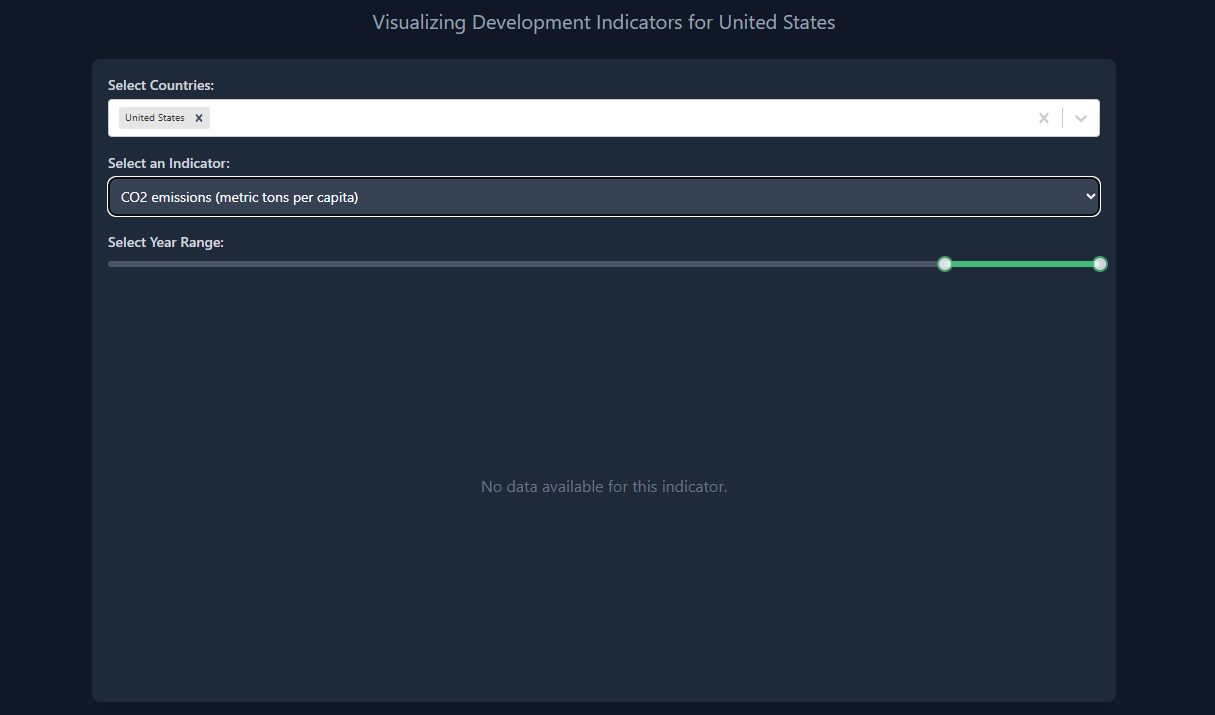 Visualizing Development Indicators for United States
Select Countries:
United States
Select an Indicator:
CO2 emissions (metric tons per capita)
Select Year Range:
No data available for this indicator.